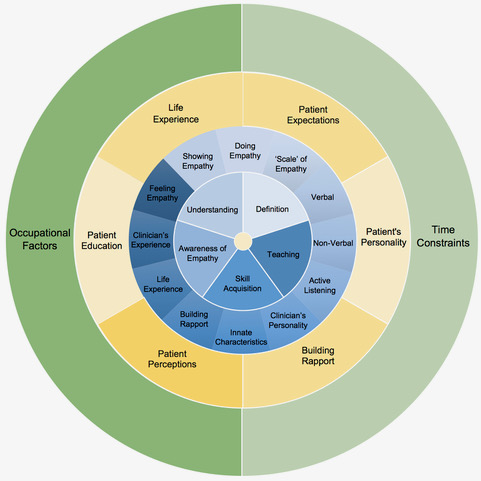 Life
Experience
Patient
Expectations
Doing
Empathy
Showing
Empathy
'Scale' of
Empathy
Feeling
Empathy
Verbal
Understanding
Definition
Occupational
Factors
Patient
Education
Clinician's
Experience
Awareness of
Empathy
Teaching
Non-Verbal
Patient's
Personality
Time
Constraints
Life
Experience
Skill
Acquisition
Active
Listening
Building
Rapport
Innate
Characteristics
Clinician's
Personality
Patient
Perceptions
Building
Rapport